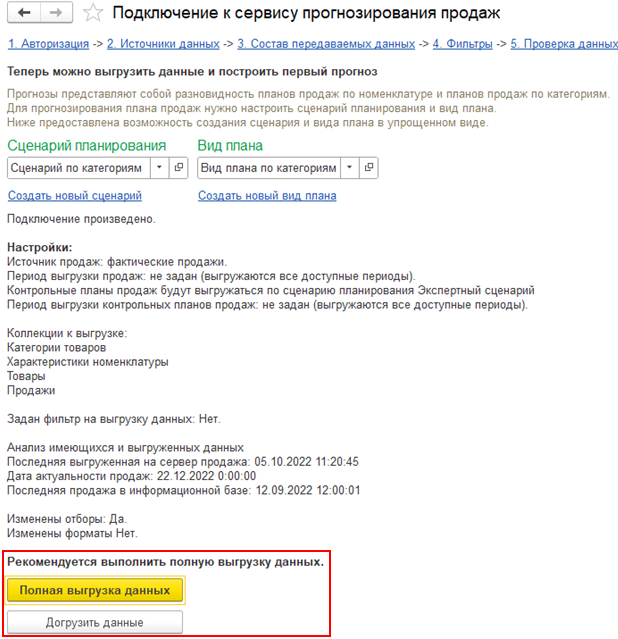 Подключение к сервису прогнозирования продаж
1. Авторизация -> 2. Источники данных -> 3. Состав передаваемых данных -> 4. Фильтры -> 5. Проверка данных
Теперь можно выгрузить данные и построить первый прогноз
Прогнозы представляют собой разновидность планов продаж по номенклатуре и планов продаж по категориям.
Для прогнозирования плана продаж нужно настроить сценарий планирования и вид плана.
Ниже предоставлена возможность создания сценария и вида плана в упрощенном виде.
Сценарий планирования Вид плана
Сценарий по категориям Вид плана по категориям
Создать новый сценарий Создать новый вид плана
Подключение произведено.
Настройки:
Источник продаж: фактические продажи.
Период выгрузки продаж: не задан (выгружаются все доступные периоды).
Контрольные планы продаж будут выгружаться по сценарию планирования Экспертный сценарий
Период выгрузки контрольных планов продаж: не задан (выгружаются все доступные периоды).
Коллекции к выгрузке:
Категории товаров
Характеристики номенклатуры
Товары
Продажи
Задан фильтр на выгрузку данных: Нет.
Анализ имеющихся и выгруженных данных
Последняя выгруженная на сервер продажа: 05.10.2022 11:20:45
Дата актуальности продаж: 22.12.2022 0:00:00
Последняя продажа в информационной базе: 12.09.2022 12:00:01
Изменены отборы: Да.
Изменены форматы Нет.
Рекомендуется выполнить полную выгрузку данных.
Полная выгрузка данных
Догрузить данные